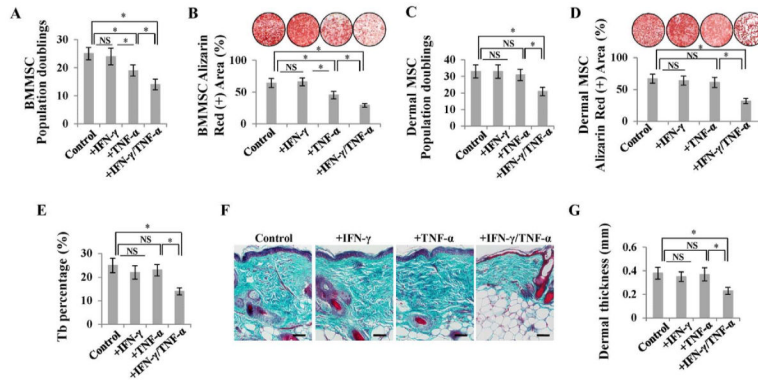 A
BMMSC
Population doublings
30
20
10
0
*
*
NS
*
*
Control
+IFN-γ
+TNF-α
+IFN-γ/TNF-α
B
BMMSC Alizarin
Red (+) Area (%)
100
50
0
*
*
NS
*
*
Control
+IFN-γ
+TNF-α
+IFN-γ/TNF-α
C
Dermal MSC
Population doublings
50
40
30
20
10
0
*
NS
NS
*
Control
+IFN-γ
+TNF-α
+IFN-γ/TNF-α
D
Dermal MSC
Alizarin Red (+) Area (%)
100
50
0
*
NS
NS
*
Control
+IFN-γ
+TNF-α
+IFN-γ/TNF-α
E
Tb percentage (%)
30
20
10
0
*
NS
NS
*
Control
+IFN-γ
+TNF-α
+IFN-γ/TNF-α
F
Control
+IFN-γ
+TNF-α
+IFN-γ/TNF-α
G
Dermal thickness (mm)
0.6
0.4
0.2
0
*
NS
NS
*
Control
+IFN-γ
+TNF-α
+IFN-γ/TNF-α